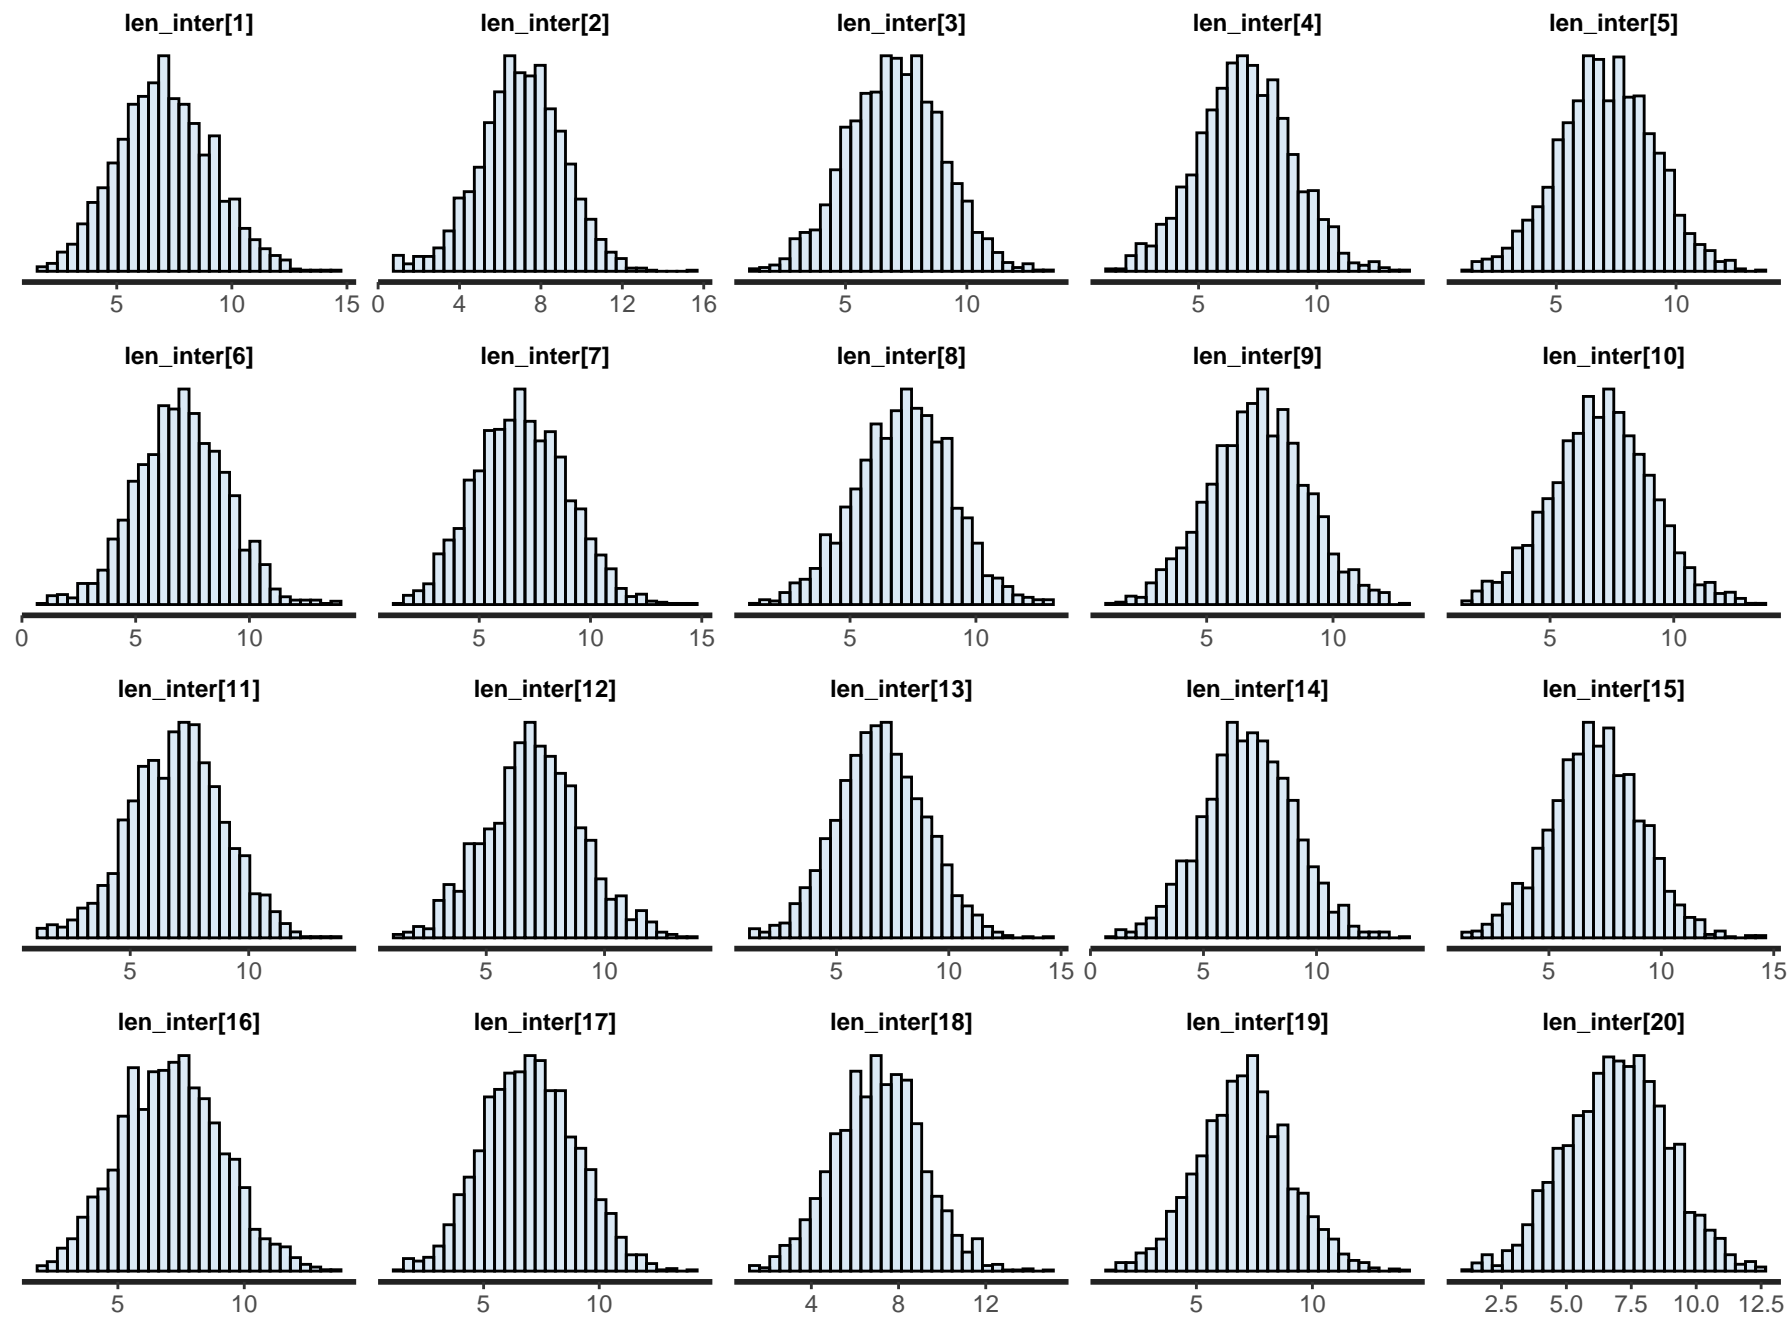 len_inter[1] len_inter[2] len_inter[3] len_inter[4] len_inter[5]
5 10 15 0 4 8 12 16 5 10 5 10 5 10
len_inter[6] len_inter[7] len_inter[8] len_inter[9] len_inter[10]
0 5 10 5 10 15 5 10 5 10 5 10
len_inter[11] len_inter[12] len_inter[13] len_inter[14] len_inter[15]
5 10 5 10 5 10 15 0 5 10 5 10 15
len_inter[16] len_inter[17] len_inter[18] len_inter[19] len_inter[20]
5 10 5 10 4 8 12 5 10 2.5 5.0 7.5 10.0 12.5